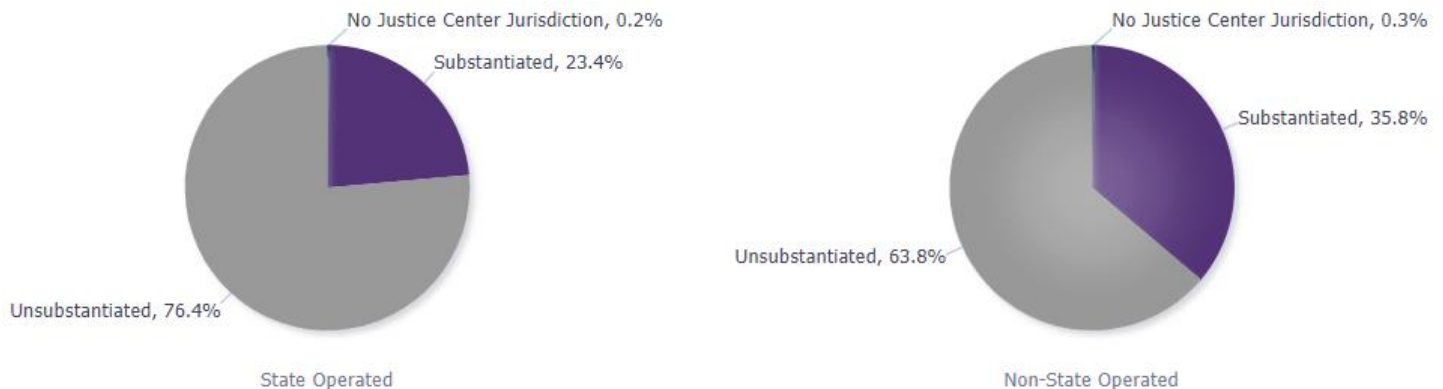 No Justice Center Jurisdiction, 0.2%
Substantiated, 23.4%
Unsubstantiated, 76.4%
State Operated
No Justice Center Jurisdiction, 0.3%
Substantiated, 35.8%
Unsubstantiated, 63.8%
Non-State Operated